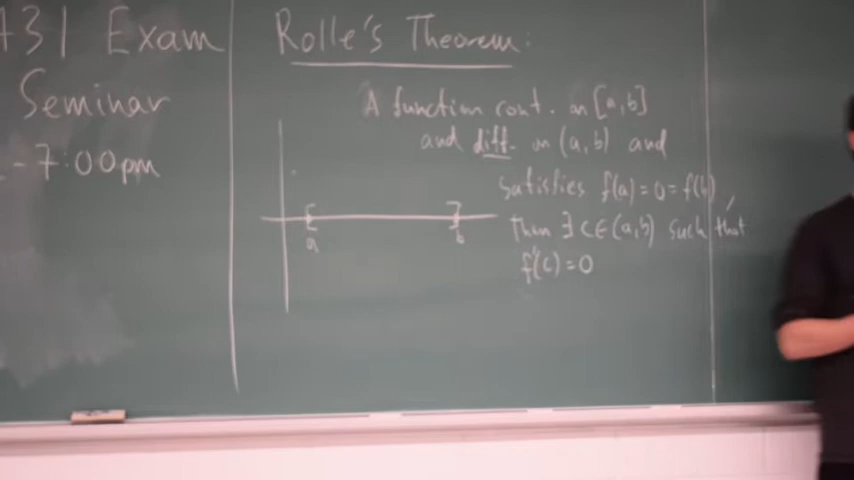 431 Exam
Seminar
- 7:00pm
Rolle's Theorem:
A function cont. on [a,b]
and diff. on (a,b) and
satisfies f(a)=0=f(b),
Then ∃ c∈(a,b) such that
f'(c)=0
[ ]
a b